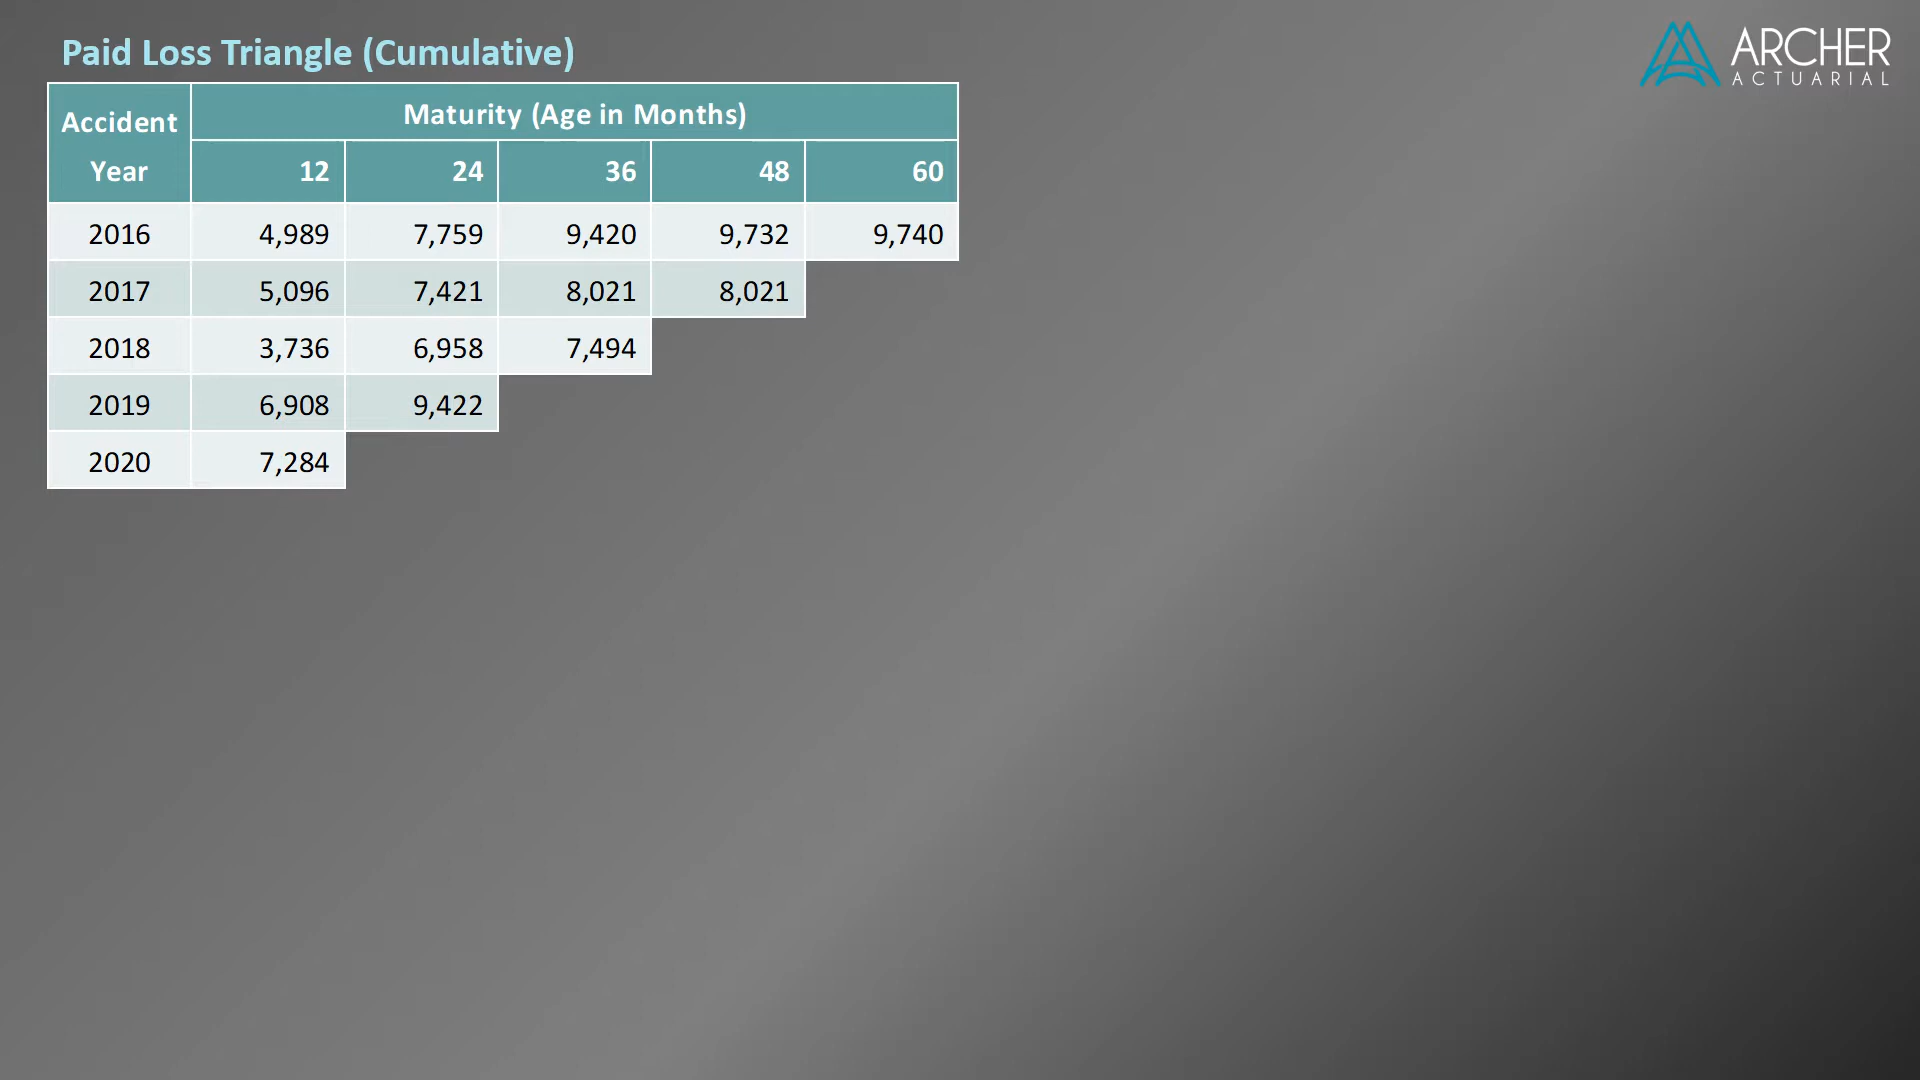 Paid Loss Triangle (Cumulative)
ARCHER
ACTUARIAL
Accident Year Maturity (Age in Months)
12 24 36 48 60
2016 4,989 7,759 9,420 9,732 9,740
2017 5,096 7,421 8,021 8,021
2018 3,736 6,958 7,494
2019 6,908 9,422
2020 7,284